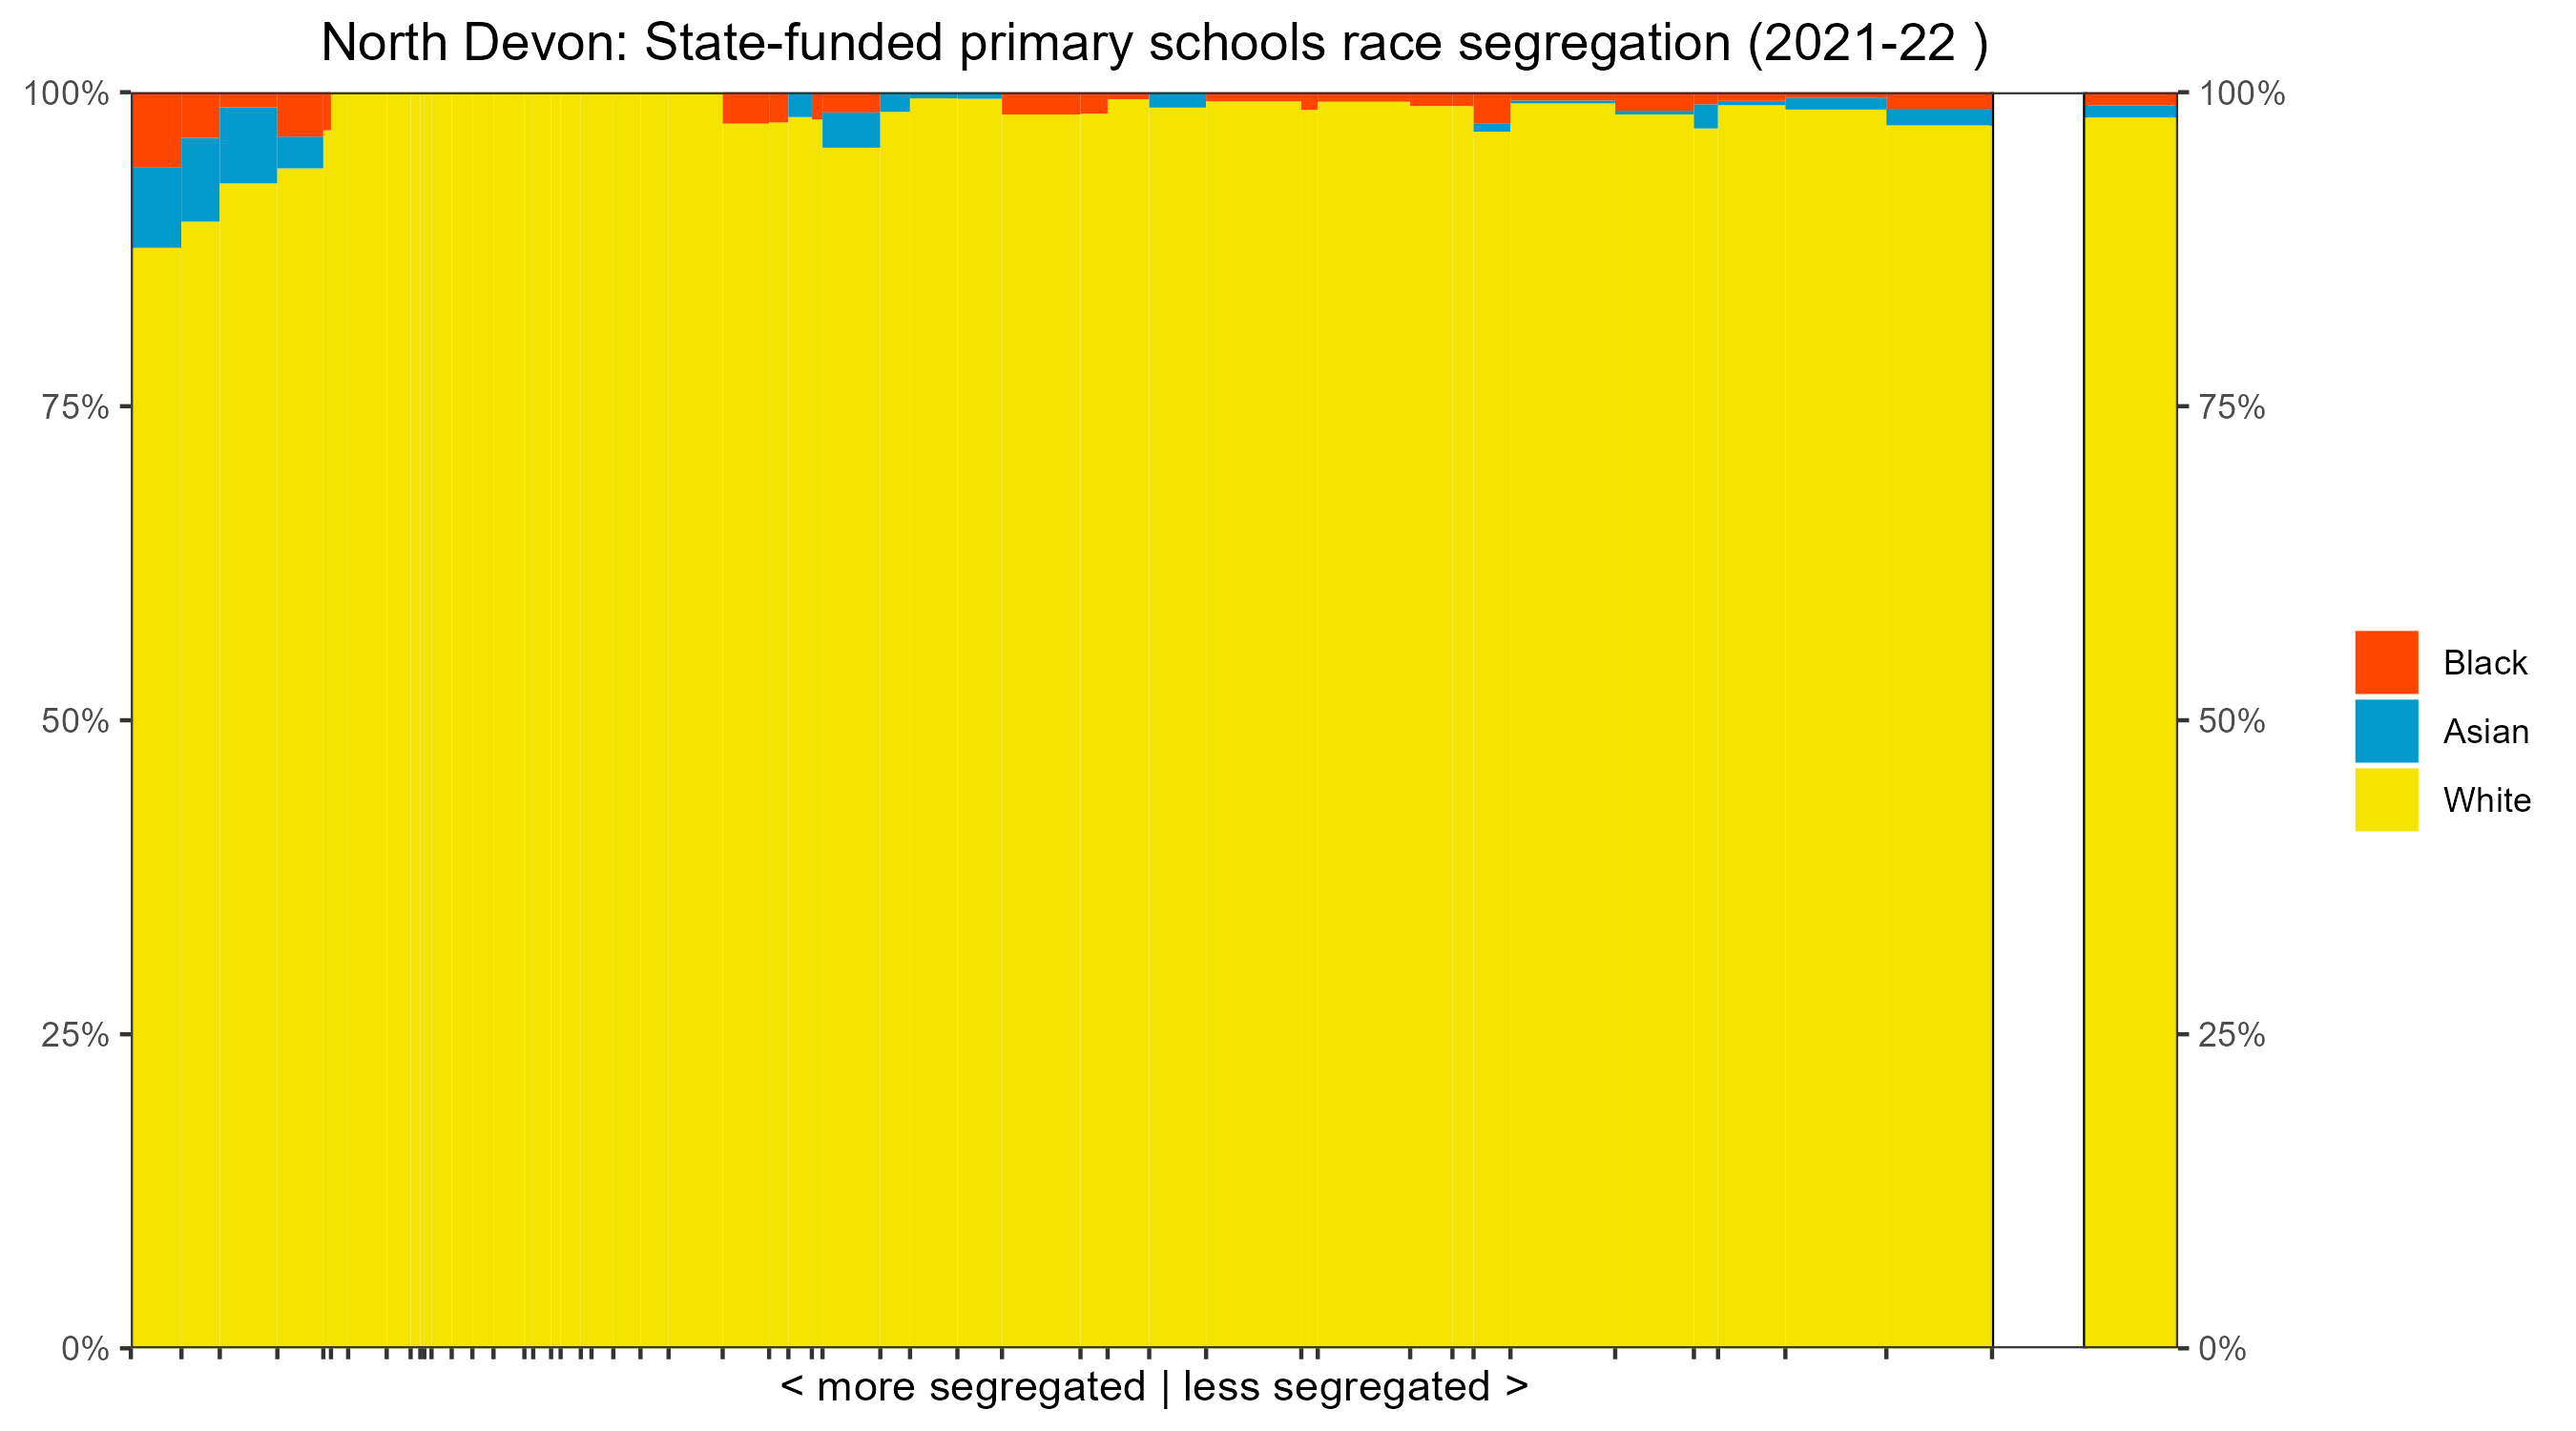 North Devon: State-funded primary schools race segregation (2021-22 )
100%
75%
50%
25%
0%
100%
75%
50%
25%
0%
Black
Asian
White
< more segregated | less segregated >